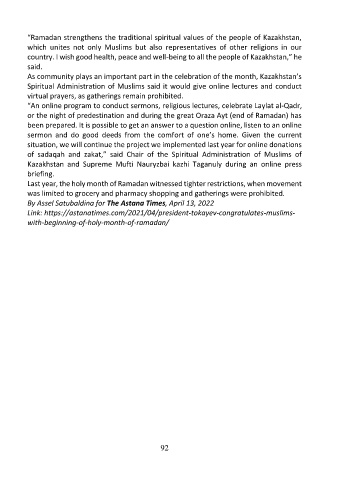 “Ramadan strengthens the traditional spiritual values of the people of Kazakhstan,
which unites not only Muslims but also representatives of other religions in our
country. I wish good health, peace and well-being to all the people of Kazakhstan,” he
said.
As community plays an important part in the celebration of the month, Kazakhstan’s
Spiritual Administration of Muslims said it would give online lectures and conduct
virtual prayers, as gatherings remain prohibited.
“An online program to conduct sermons, religious lectures, celebrate Laylat al-Qadr,
or the night of predestination and during the great Oraza Ayt (end of Ramadan) has
been prepared. It is possible to get an answer to a question online, listen to an online
sermon and do good deeds from the comfort of one’s home. Given the current
situation, we will continue the project we implemented last year for online donations
of sadaqah and zakat,” said Chair of the Spiritual Administration of Muslims of
Kazakhstan and Supreme Mufti Nauryzbai kazhi Taganuly during an online press
briefing.
Last year, the holy month of Ramadan witnessed tighter restrictions, when movement
was limited to grocery and pharmacy shopping and gatherings were prohibited.
By Assel Satubaldina for The Astana Times, April 13, 2022
Link: https://astanatimes.com/2021/04/president-tokayev-congratulates-muslims-
with-beginning-of-holy-month-of-ramadan/
92